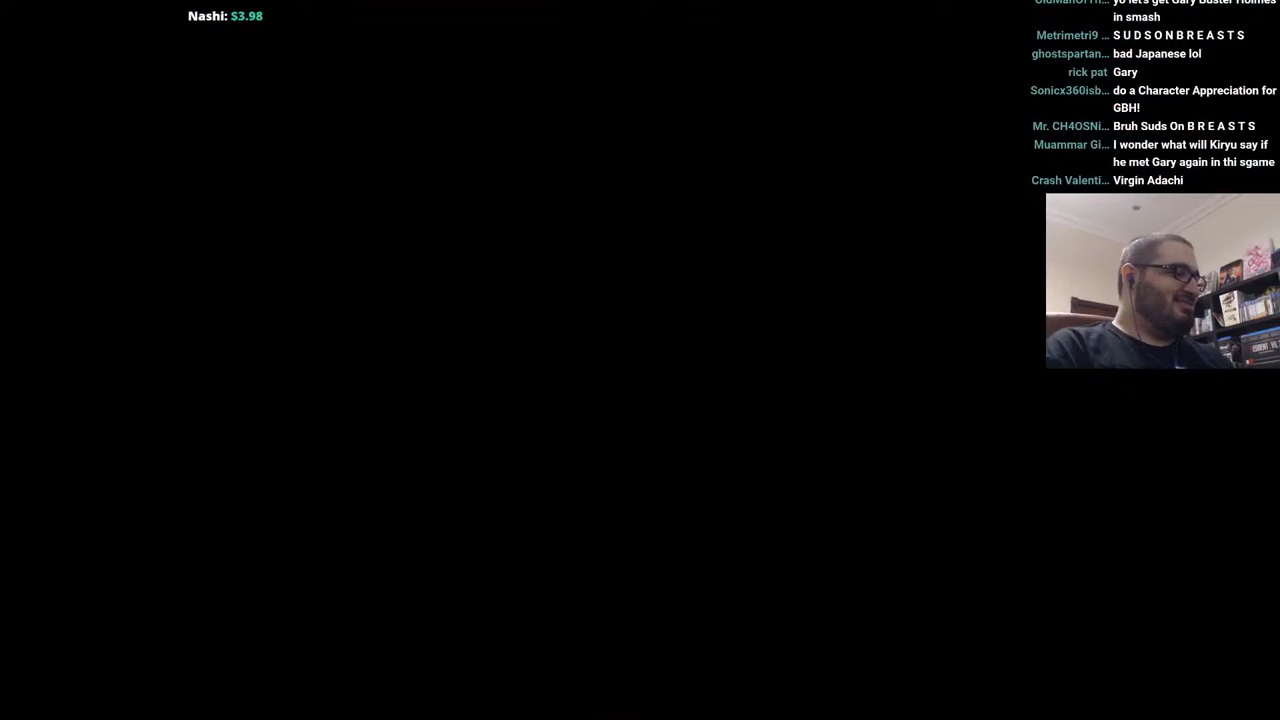 Nashi: $3.98
yo let's get Gary Buster Holmes
in smash
Metrimetri9 … S U D S O N B R E A S T S
ghostspartan… bad Japanese lol
rick pat Gary
Sonicx360isb… do a Character Appreciation for
GBH!
Mr. CH4OSNi… Bruh Suds On B R E A S T S
Muammar Gi… I wonder what will Kiryu say if
he met Gary again in thi sgame
Crash Valenti… Virgin Adachi